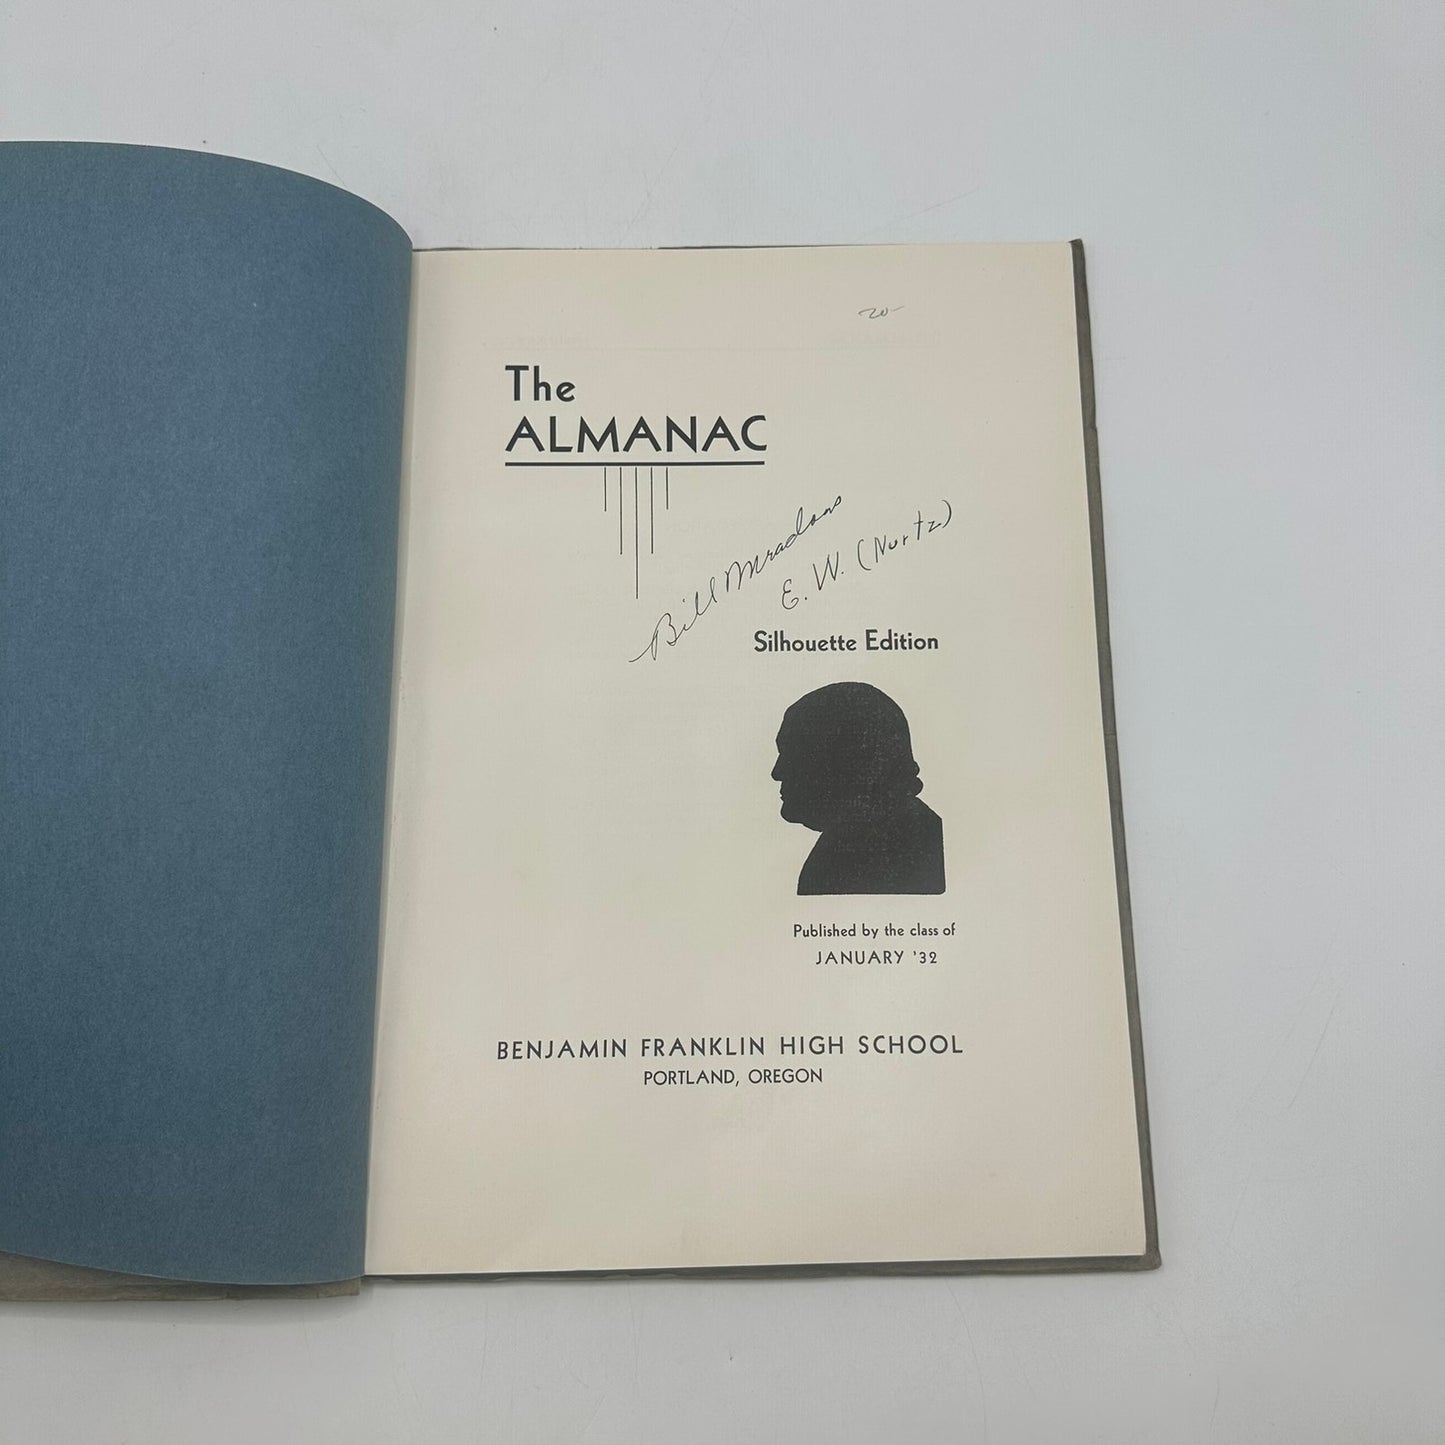 20-
The
ALMANAC
Bill Meadows
E. W. (Nurtz)
Silhouette Edition
Published by the class of
JANUARY '32
BENJAMIN FRANKLIN HIGH SCHOOL
PORTLAND, OREGON